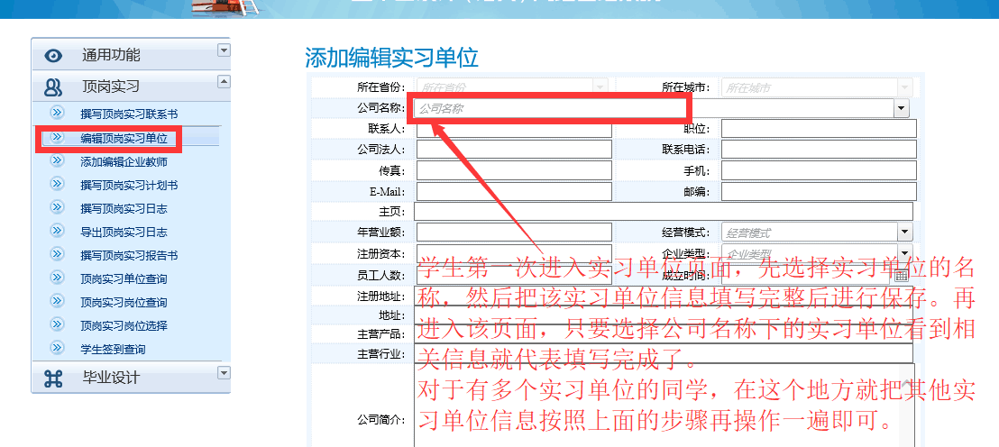 通用功能
顶岗实习
撰写顶岗实习联系书
编辑顶岗实习单位
添加编辑企业教师
撰写顶岗实习计划书
撰写顶岗实习日志
导出顶岗实习日志
撰写顶岗实习报告书
顶岗实习单位查询
顶岗实习岗位查询
顶岗实习岗位选择
学生签到查询
毕业设计
添加编辑实习单位
所在省份: 所在省份 所在城市: 所在城市
公司名称: 公司名称
联系人: 职位:
公司法人: 联系电话:
传真: 手机:
E-Mail: 邮编:
主页:
年营业额: 经营模式: 经营模式
注册资本: 企业类型: 企业类型
员工人数: 成立时间:
注册地址:
地址:
主营产品:
主营行业:
公司简介:
学生第一次进入实习单位页面，先选择实习单位的名
称，然后把该实习单位信息填写完整后进行保存。再
进入该页面，只要选择公司名称下的实习单位看到相
关信息就代表填写完成了。
对于有多个实习单位的同学，在这个地方就把其他实
习单位信息按照上面的步骤再操作一遍即可。